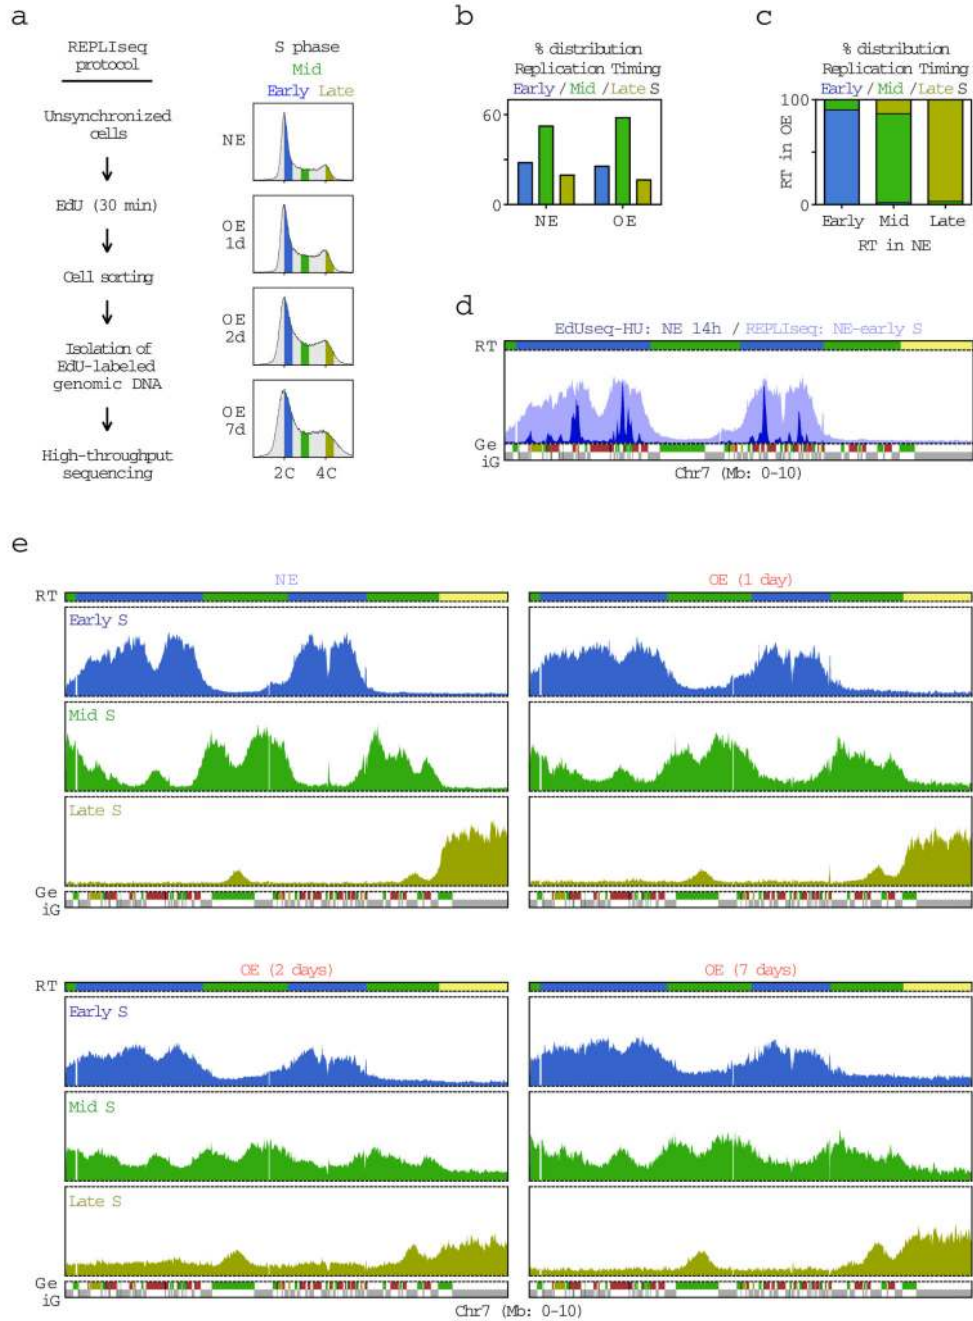 a
REPLIseq
protocol
Unsynchronized
cells
EdU (30 min)
Cell sorting
Isolation of
EdU-labeled
genomic DNA
High-throughput
sequencing
S phase
Mid
Early Late
NE
OE
1d
OE
2d
OE
7d
2C 4C
b
% distribution
Replication Timing
Early / Mid / Late S
60
0
NE OE
c
% distribution
Replication Timing
Early / Mid / Late S
100
0
RT in OE
Early Mid Late
RT in NE
d
EdUseq-HU: NE 14h / REPLIseq: NE-early S
RT
Ge
iG
Chr7 (Mb: 0-10)
e
NE
RT
Early S
Mid S
Late S
Ge
iG
OE (1 day)
OE (2 days)
RT
Early S
Mid S
Late S
Ge
iG
OE (7 days)
Chr7 (Mb: 0-10)